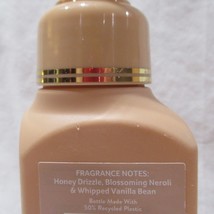 FRAGRANCE NOTES:
Honey Drizzle, Blossoming Neroli
& Whipped Vanilla Bean
Bottle Made With
50% Recycled Plastic